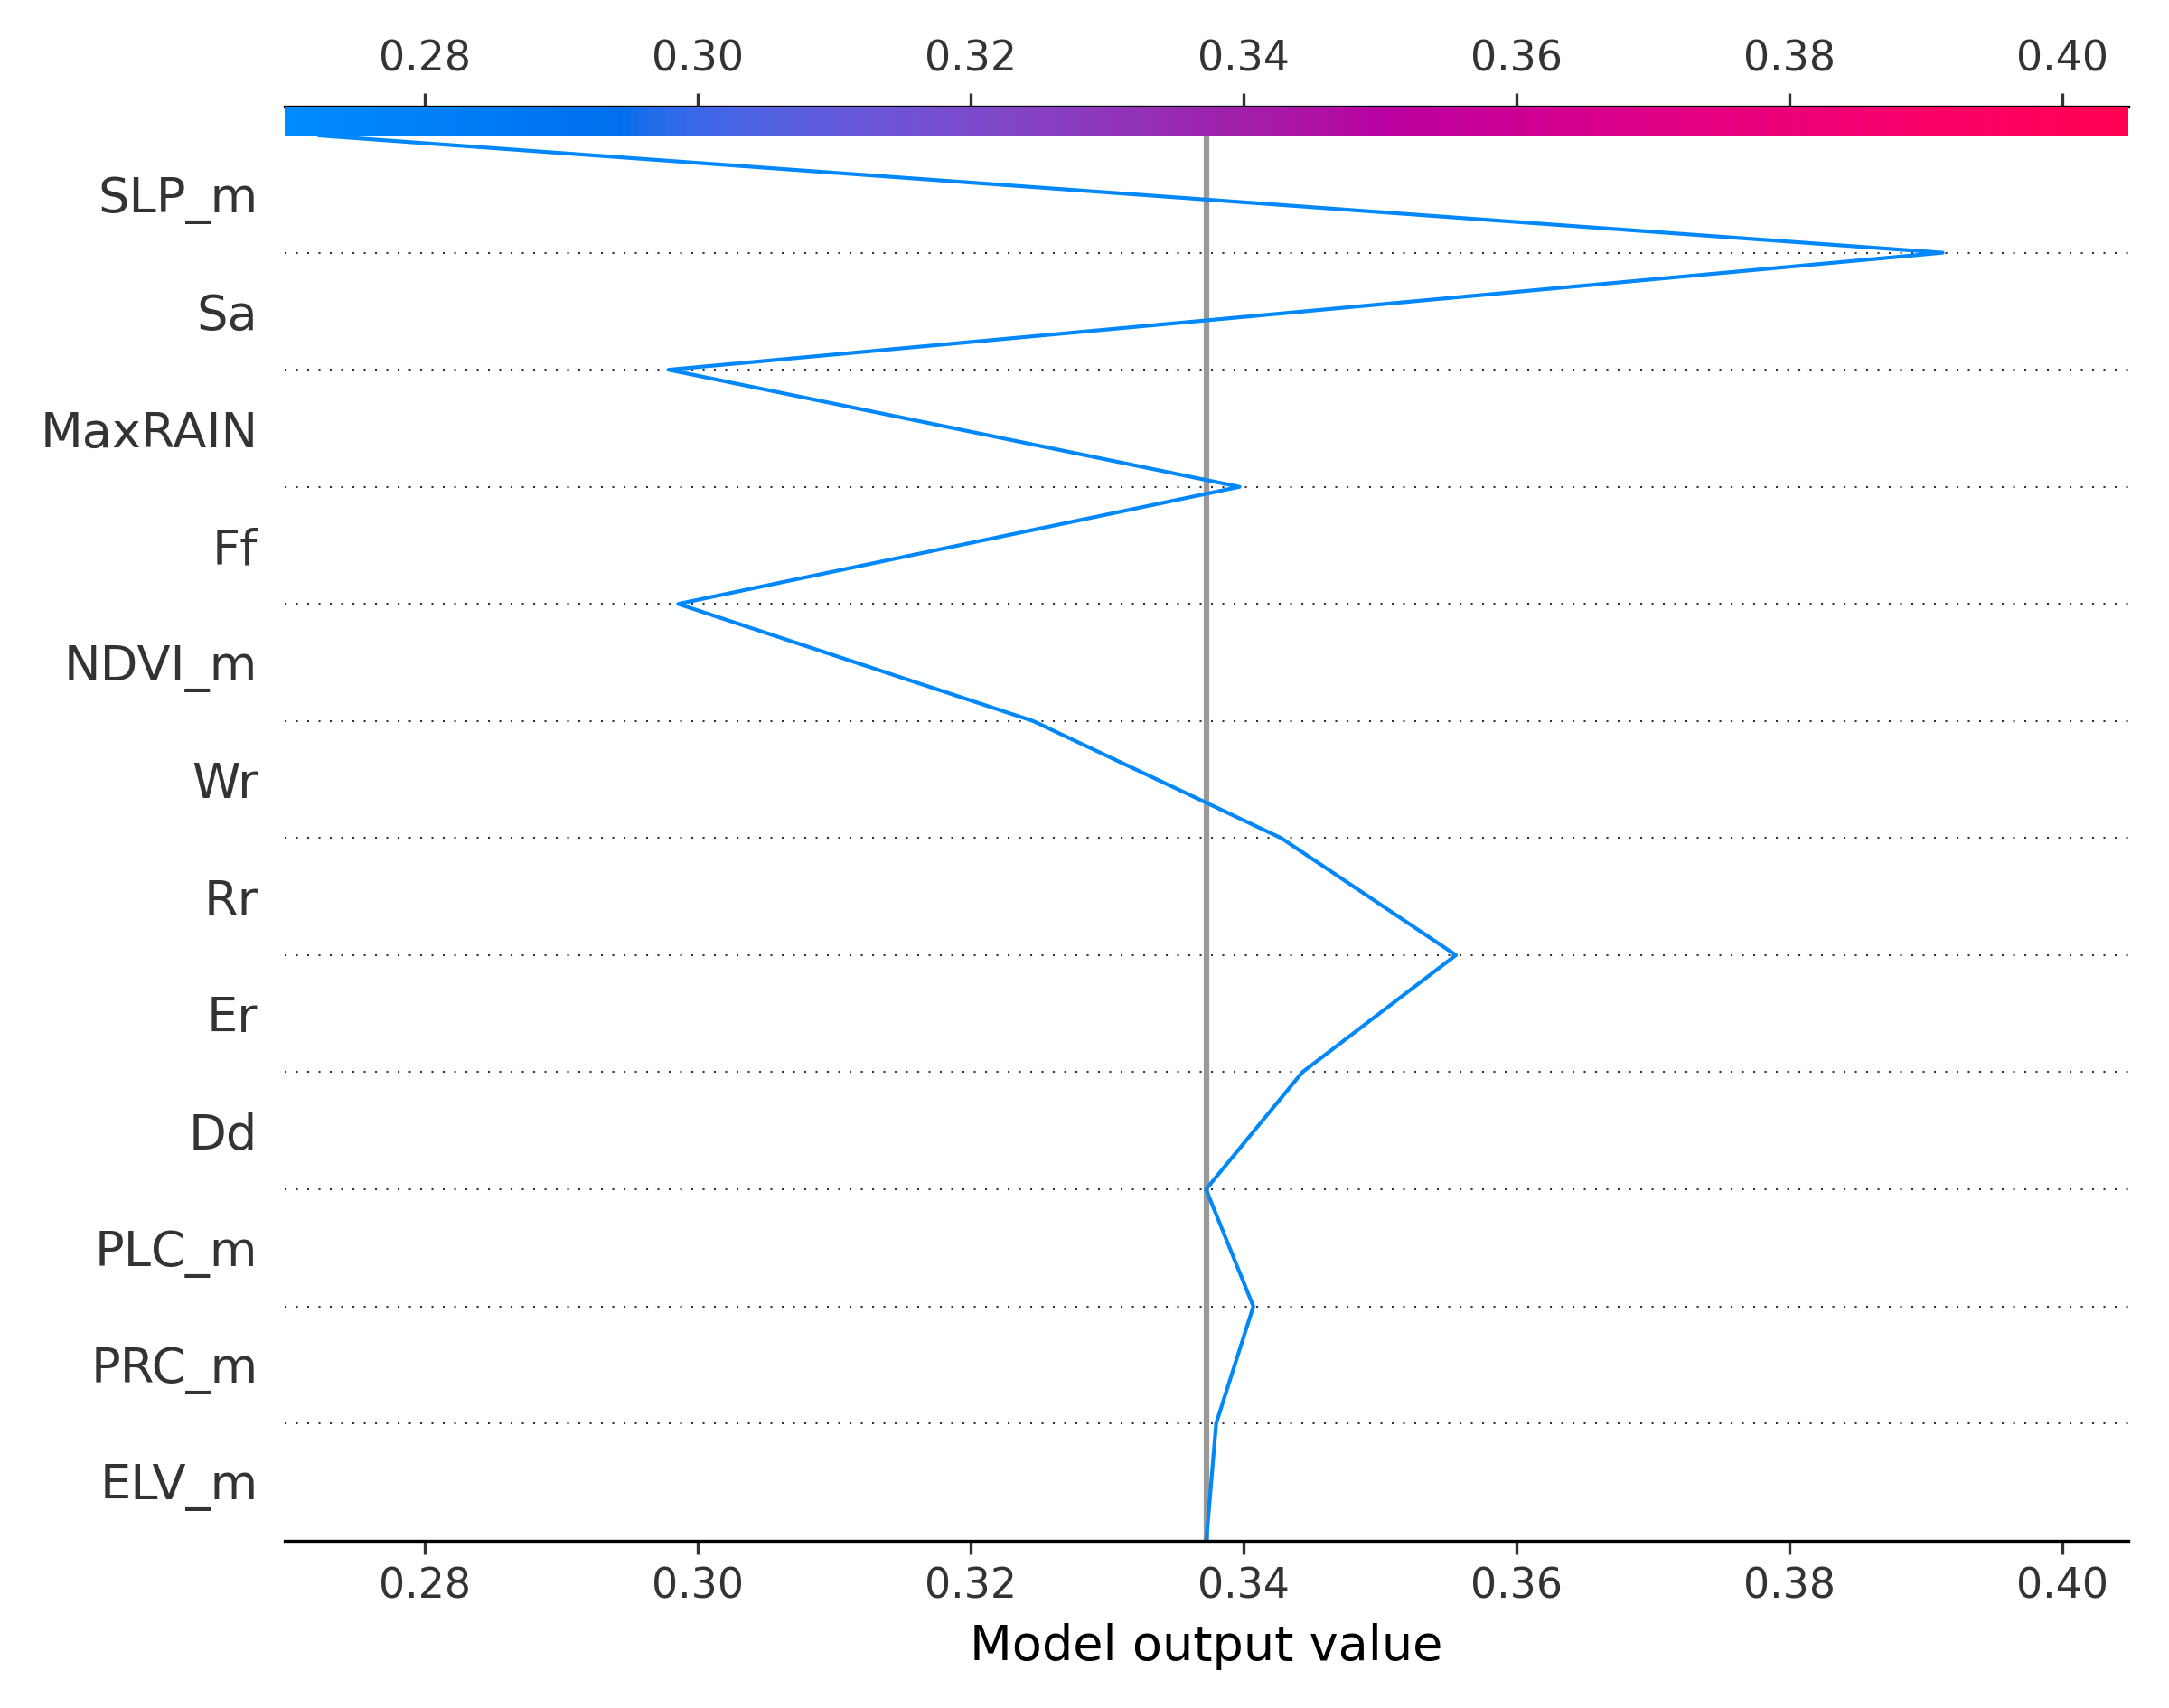 0.28 0.30 0.32 0.34 0.36 0.38 0.40
SLP_m
Sa
MaxRAIN
Ff
NDVI_m
Wr
Rr
Er
Dd
PLC_m
PRC_m
ELV_m
0.28 0.30 0.32 0.34 0.36 0.38 0.40
Model output value